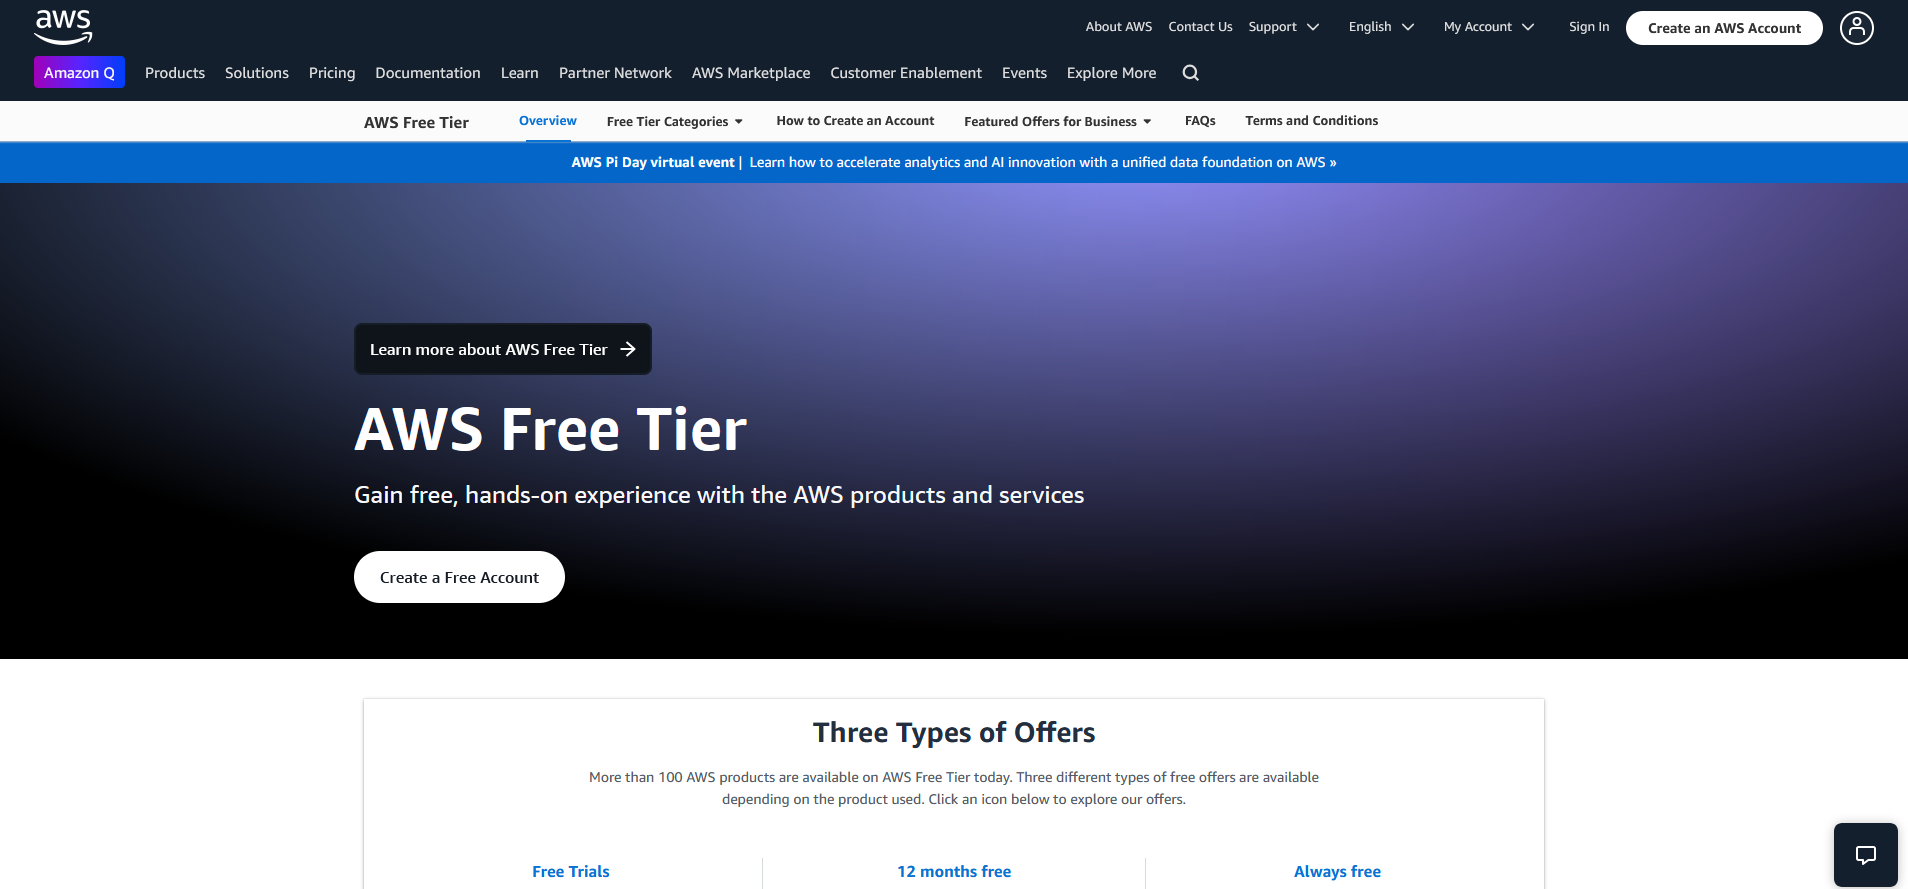 aws
About AWS Contact Us Support English My Account Sign In Create an AWS Account
Amazon Q Products Solutions Pricing Documentation Learn Partner Network AWS Marketplace Customer Enablement Events Explore More
AWS Free Tier Overview Free Tier Categories How to Create an Account Featured Offers for Business FAQs Terms and Conditions
AWS Pi Day virtual event | Learn how to accelerate analytics and AI innovation with a unified data foundation on AWS »
Learn more about AWS Free Tier
AWS Free Tier
Gain free, hands-on experience with the AWS products and services
Create a Free Account
Three Types of Offers
More than 100 AWS products are available on AWS Free Tier today. Three different types of free offers are available
depending on the product used. Click an icon below to explore our offers.
Free Trials 12 months free Always free